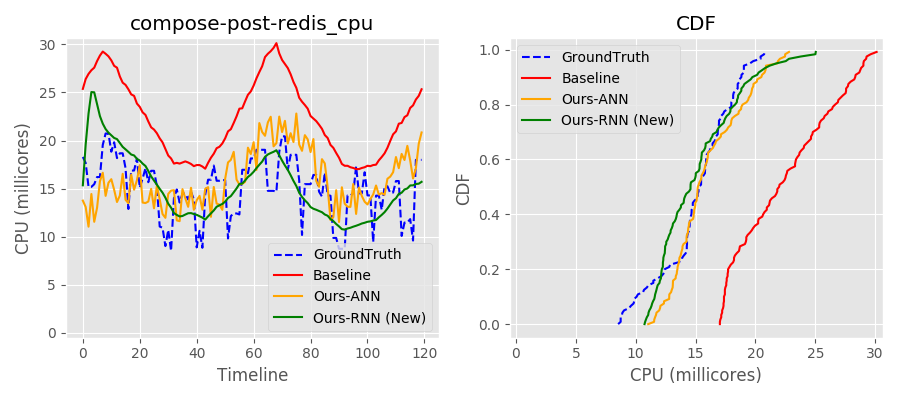 compose-post-redis_cpu
CPU (millicores)
30
25
20
15
10
5
0
GroundTruth
Baseline
Ours-ANN
Ours-RNN (New)
0 20 40 60 80 100 120
Timeline
CDF
CDF
1.0
0.8
0.6
0.4
0.2
0.0
GroundTruth
Baseline
Ours-ANN
Ours-RNN (New)
0 5 10 15 20 25 30
CPU (millicores)